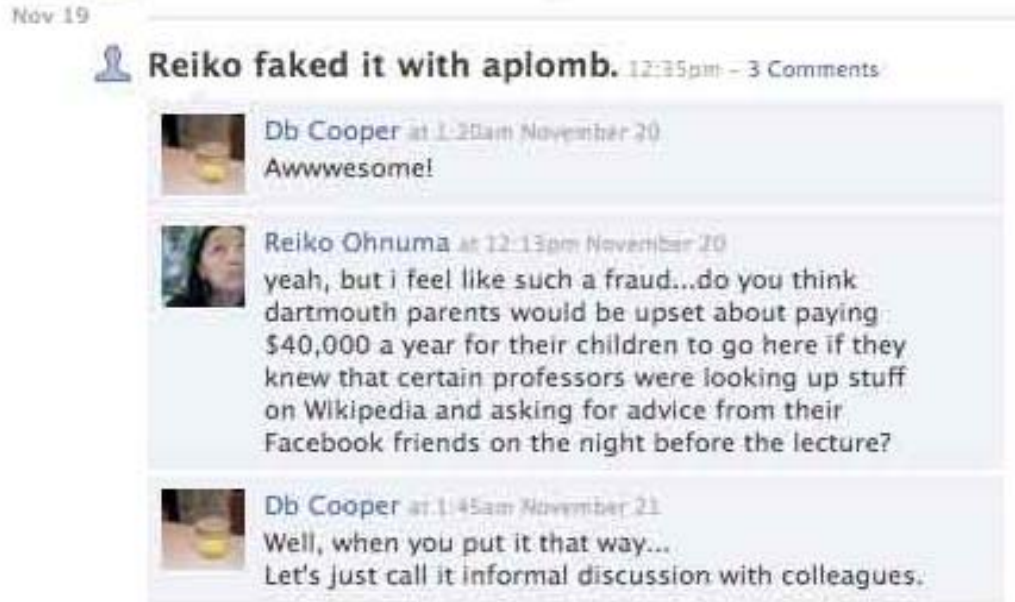 Nov 19
Reiko faked it with aplomb. 12:35pm - 3 Comments
Db Cooper at 1:20am November 20
Awwwesome!
Reiko Ohnuma at 12:13pm November 20
yeah, but i feel like such a fraud...do you think
dartmouth parents would be upset about paying
$40,000 a year for their children to go here if they
knew that certain professors were looking up stuff
on Wikipedia and asking for advice from their
Facebook friends on the night before the lecture?
Db Cooper at 1:45am November 21
Well, when you put it that way...
Let's just call it informal discussion with colleagues.